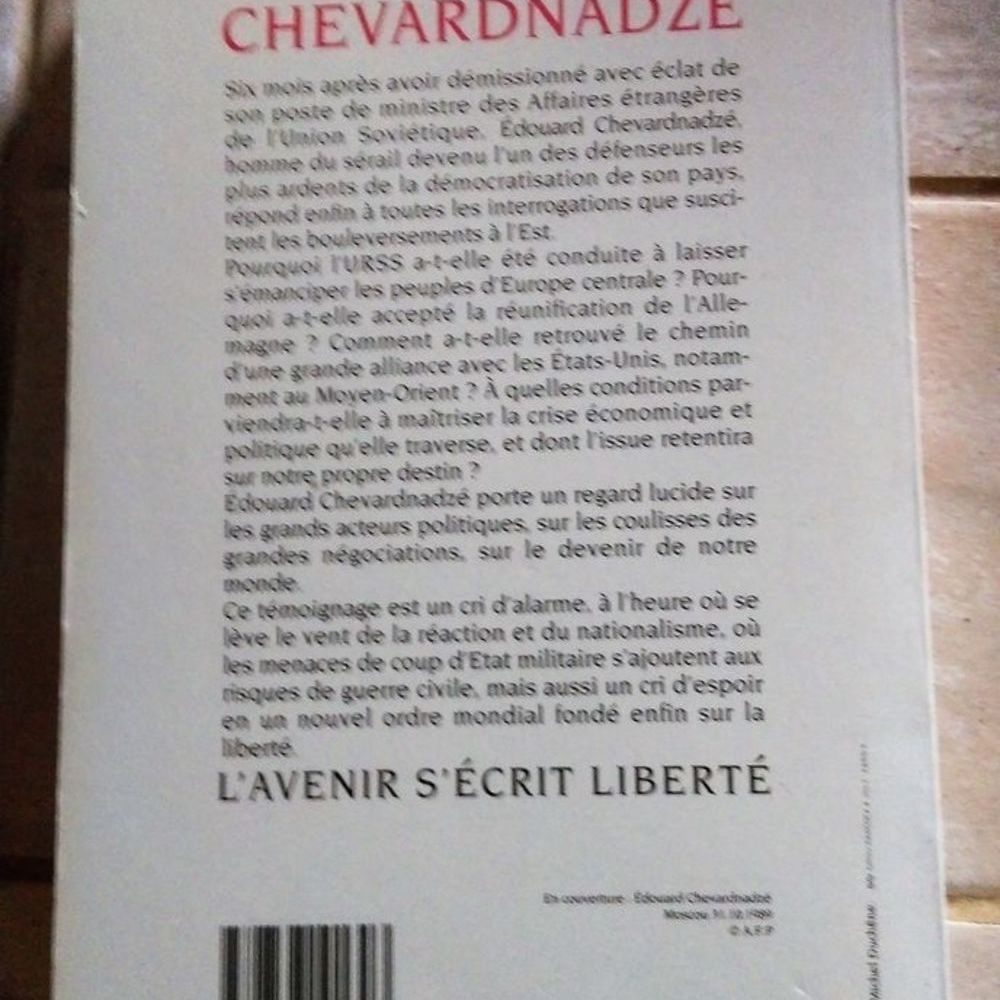 CHEVARDNADZÉ
Six mois après avoir démissionné avec éclat de
son poste de ministre des Affaires étrangères
de l'Union Soviétique, Édouard Chevardnadzé,
homme du sérail devenu l'un des défenseurs les
plus ardents de la démocratisation de son pays,
répond enfin à toutes les interrogations que susci-
tent les bouleversements à l'Est.
Pourquoi l'URSS a-t-elle été conduite à laisser
s'émanciper les peuples d'Europe centrale ? Pour-
quoi a-t-elle accepté la réunification de l'Alle-
magne ? Comment a-t-elle retrouvé le chemin
d'une grande alliance avec les États-Unis, notam-
ment au Moyen-Orient ? À quelles conditions par-
viendra-t-elle à maîtriser la crise économique et
politique qu'elle traverse, et dont l'issue retentira
sur notre propre destin ?
Edouard Chevardnadzé porte un regard lucide sur
les grands acteurs politiques, sur les coulisses des
grandes négociations, sur le devenir de notre
monde.
Ce témoignage est un cri d'alarme, à l'heure où se
lève le vent de la réaction et du nationalisme, où
les menaces de coup d'Etat militaire s'ajoutent aux
risques de guerre civile, mais aussi un cri d'espoir
en un nouvel ordre mondial fondé enfin sur la
liberté.
L'AVENIR S'ÉCRIT LIBERTÉ
En couverture : Édouard Chevardnadzé
Moscou 31.10.1989
© A.F.P